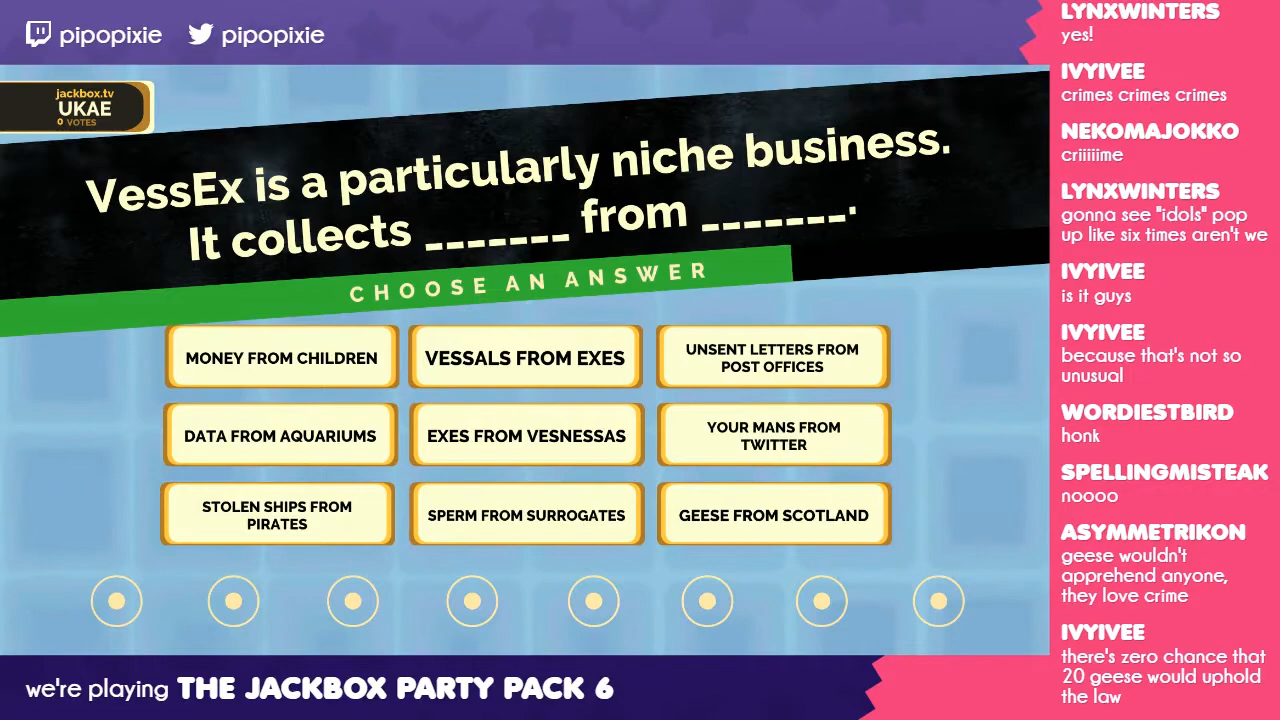 pipopixie pipopixie
jackbox.tv
UKAE
0 VOTES
VessEx is a particularly niche business.
It collects _______ from _______.
CHOOSE AN ANSWER
MONEY FROM CHILDREN
VESSALS FROM EXES
UNSENT LETTERS FROM
POST OFFICES
DATA FROM AQUARIUMS
EXES FROM VESNESSAS
YOUR MANS FROM
TWITTER
STOLEN SHIPS FROM
PIRATES
SPERM FROM SURROGATES
GEESE FROM SCOTLAND
we're playing THE JACKBOX PARTY PACK 6
LYNXWINTERS
yes!
IVYIVEE
crimes crimes crimes
NEKOMAJOKKO
criiiiime
LYNXWINTERS
gonna see "idols" pop
up like six times aren't we
IVYIVEE
is it guys
IVYIVEE
because that's not so
unusual
WORDIESTBIRD
honk
SPELLINGMISTEAK
noooo
ASYMMETRIKON
geese wouldn't
apprehend anyone,
they love crime
IVYIVEE
there's zero chance that
20 geese would uphold
the law